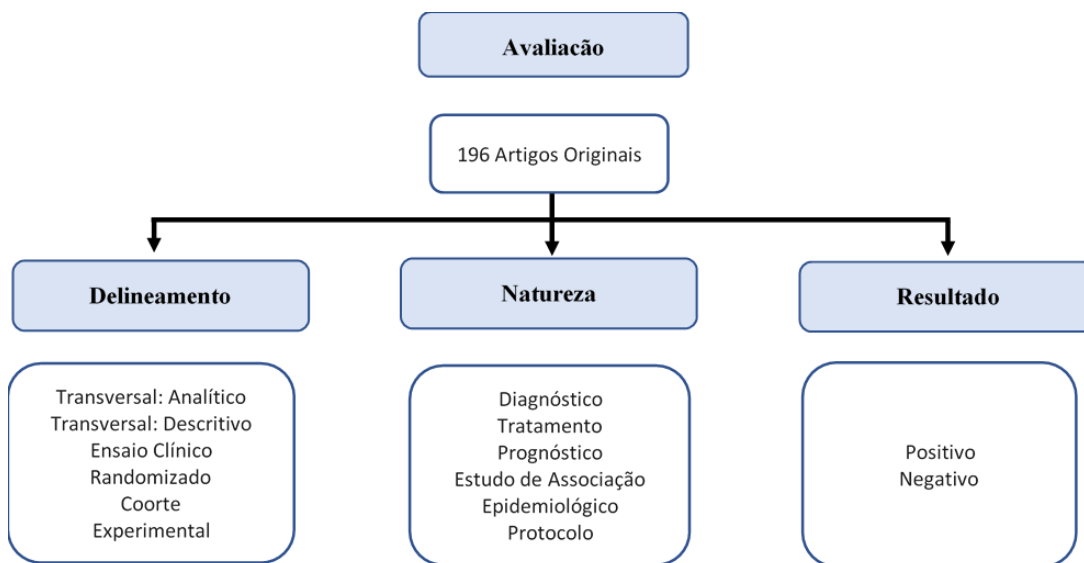 Avaliacão
196 Artigos Originais
Delineamento
Natureza
Resultado
Transversal: Analítico
Transversal: Descritivo
Ensaio Clínico
Randomizado
Coorte
Experimental
Diagnóstico
Tratamento
Prognóstico
Estudo de Associação
Epidemiológico
Protocolo
Positivo
Negativo